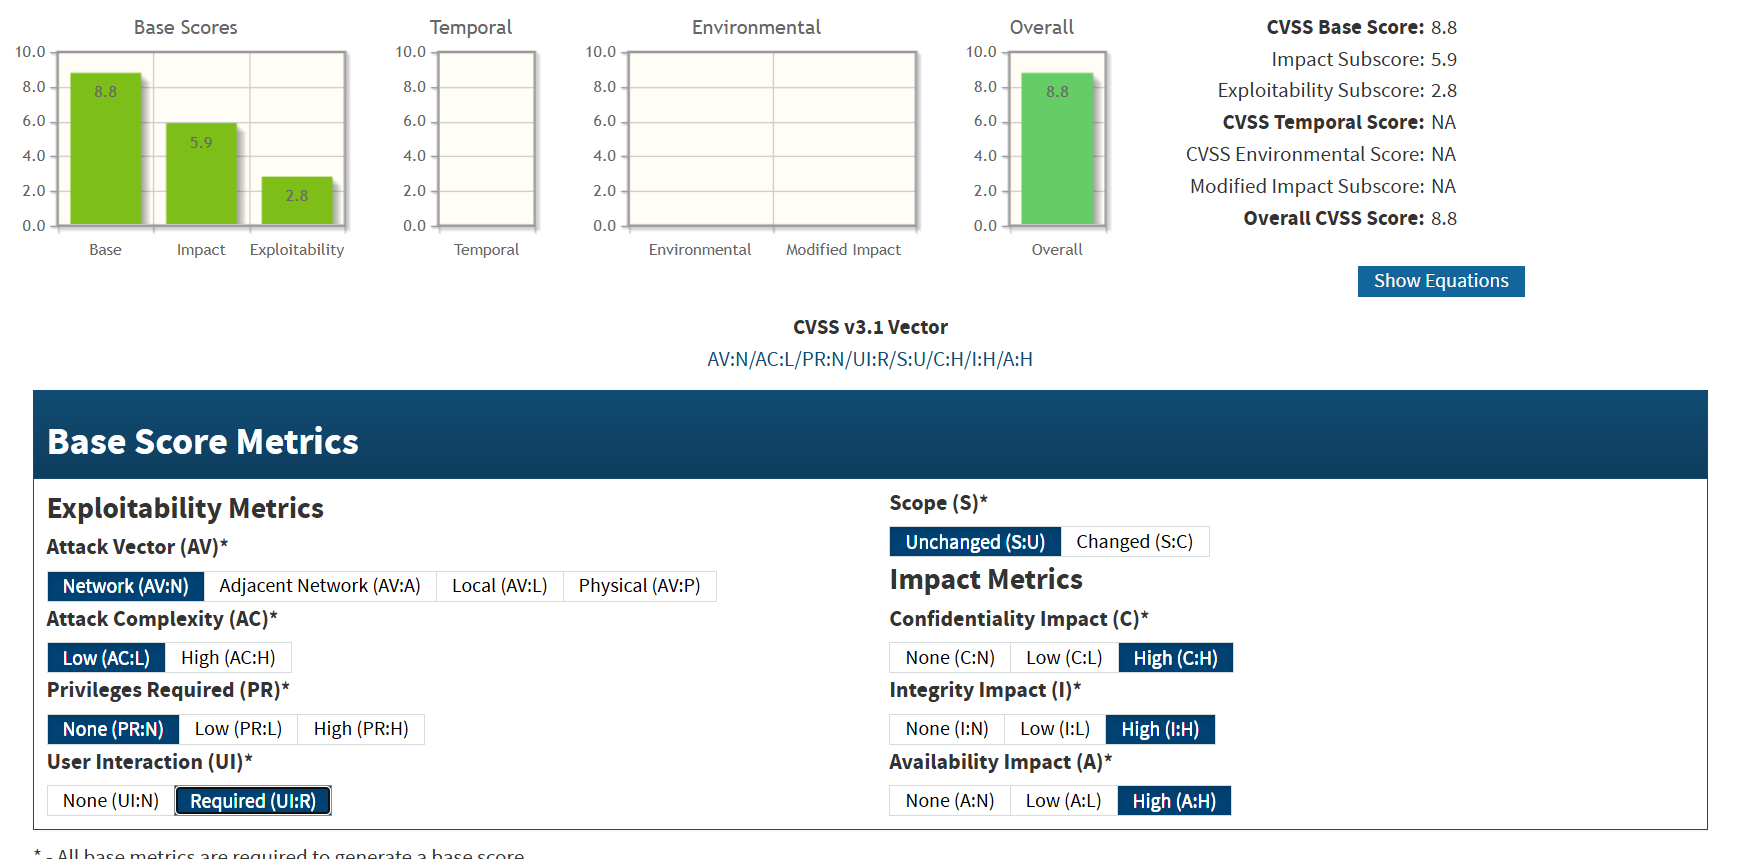 Base Scores
10.0
8.0
6.0
4.0
2.0
0.0
8.8
5.9
2.8
Base Impact Exploitability
Temporal
10.0
8.0
6.0
4.0
2.0
0.0
Temporal
Environmental
10.0
8.0
6.0
4.0
2.0
0.0
Environmental Modified Impact
Overall
10.0
8.0
6.0
4.0
2.0
0.0
8.8
Overall
CVSS Base Score: 8.8
Impact Subscore: 5.9
Exploitability Subscore: 2.8
CVSS Temporal Score: NA
CVSS Environmental Score: NA
Modified Impact Subscore: NA
Overall CVSS Score: 8.8
Show Equations
CVSS v3.1 Vector
AV:N/AC:L/PR:N/UI:R/S:U/C:H/I:H/A:H
Base Score Metrics
Exploitability Metrics
Attack Vector (AV)*
Network (AV:N) Adjacent Network (AV:A) Local (AV:L) Physical (AV:P)
Attack Complexity (AC)*
Low (AC:L) High (AC:H)
Privileges Required (PR)*
None (PR:N) Low (PR:L) High (PR:H)
User Interaction (UI)*
None (UI:N) Required (UI:R)
Scope (S)*
Unchanged (S:U) Changed (S:C)
Impact Metrics
Confidentiality Impact (C)*
None (C:N) Low (C:L) High (C:H)
Integrity Impact (I)*
None (I:N) Low (I:L) High (I:H)
Availability Impact (A)*
None (A:N) Low (A:L) High (A:H)
* - All base metrics are required to generate a base score